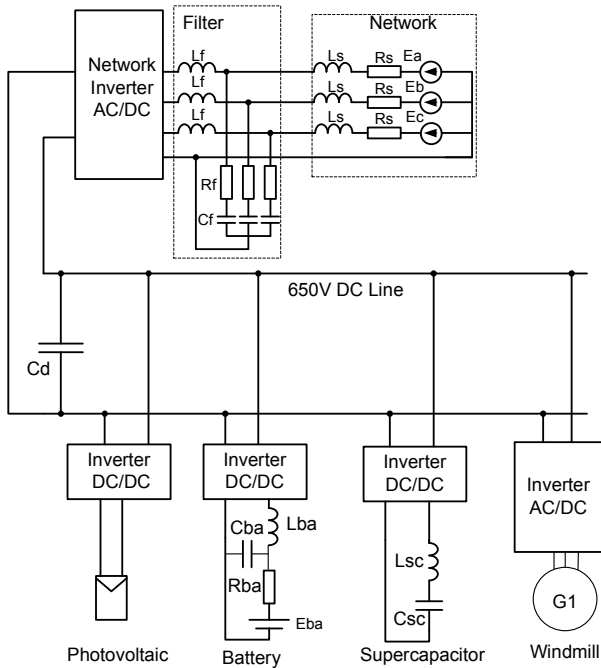 Filter
Network
Network
Inverter
AC/DC
Lf
Lf
Lf
Ls
Rs
Ea
Ls
Rs
Eb
Ls
Rs
Ec
Rf
Cf
650V DC Line
Cd
Inverter
DC/DC
Inverter
DC/DC
Inverter
DC/DC
Inverter
AC/DC
Cba
Lba
Rba
Eba
Lsc
Csc
G1
Photovoltaic
Battery
Supercapacitor
Windmill